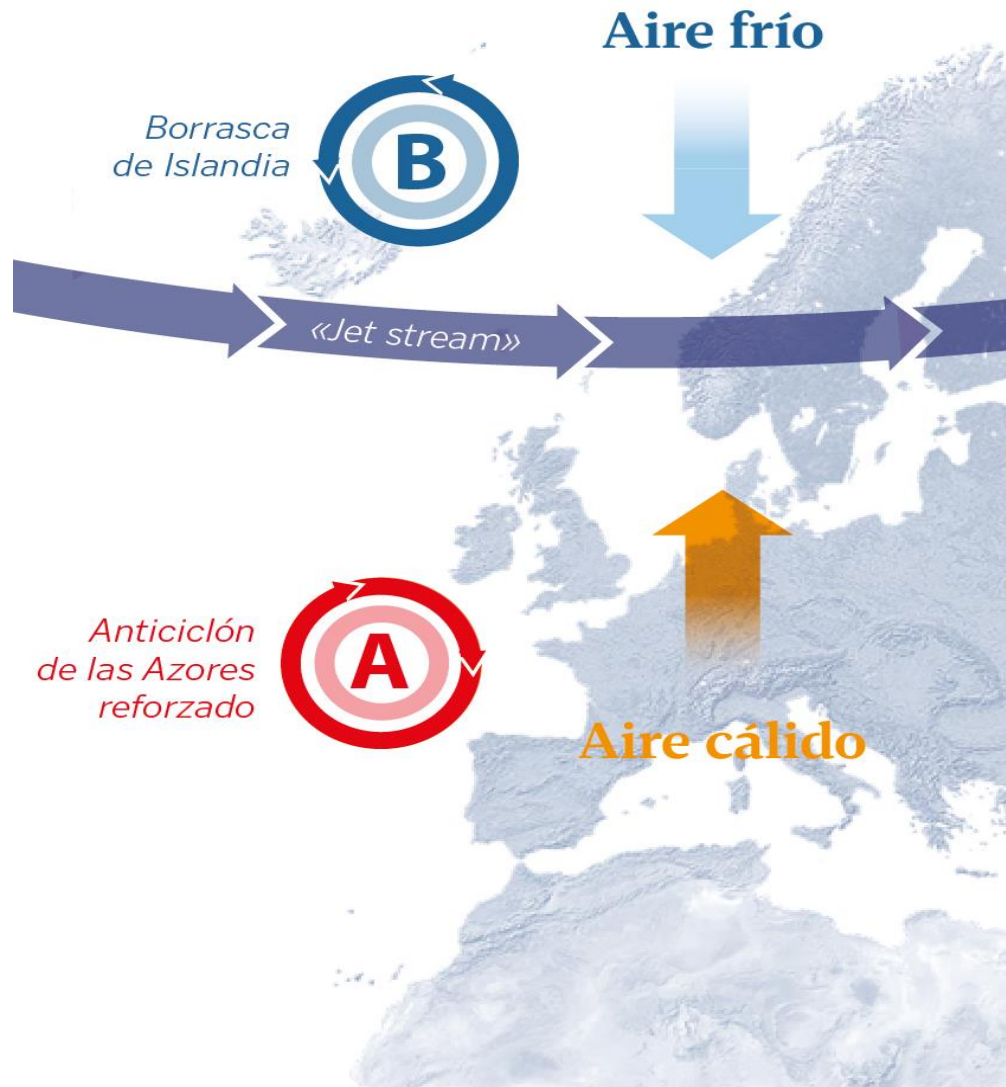 Aire frío
Borrasca
de Islandia
B
«Jet stream»
Anticiclón
de las Azores
reforzado
A
Aire cálido